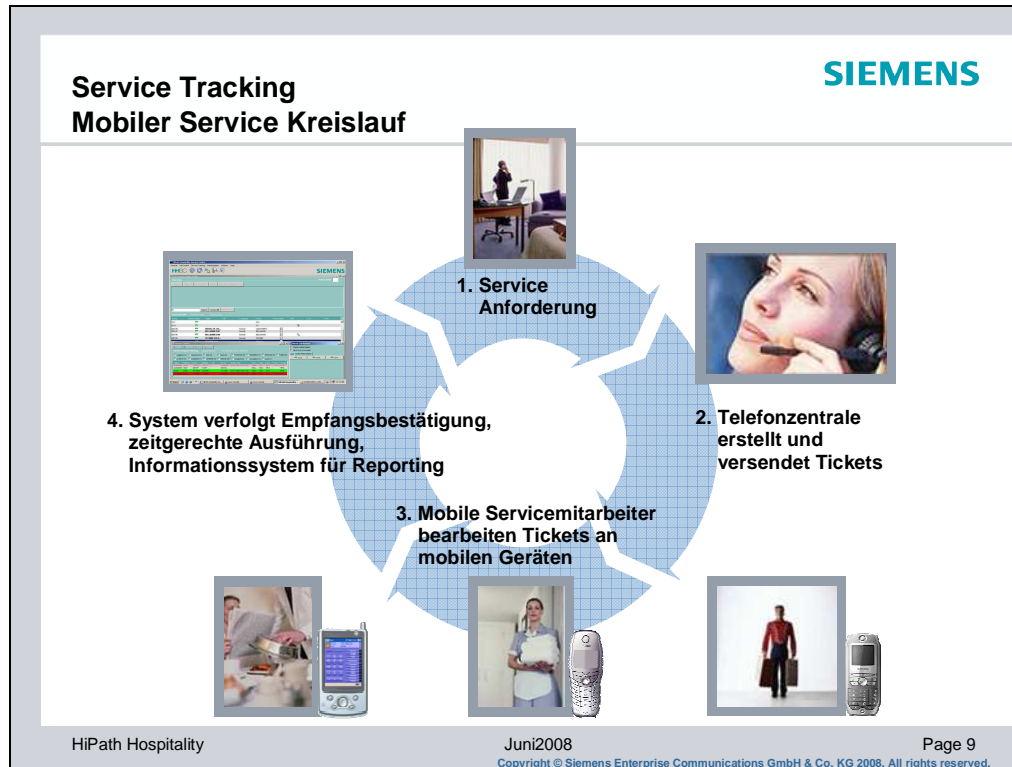 Service Tracking
Mobiler Service Kreislauf
SIEMENS
1. Service
Anforderung
SIEMENS
2. Telefonzentrale
erstellt und
versendet Tickets
3. Mobile Servicemitarbeiter
bearbeiten Tickets an
mobilen Geräten
4. System verfolgt Empfangsbestätigung,
zeitgerechte Ausführung,
Informationssystem für Reporting
HiPath Hospitality
Juni2008
Page 9
Copyright © Siemens Enterprise Communications GmbH & Co. KG 2008. All rights reserved.